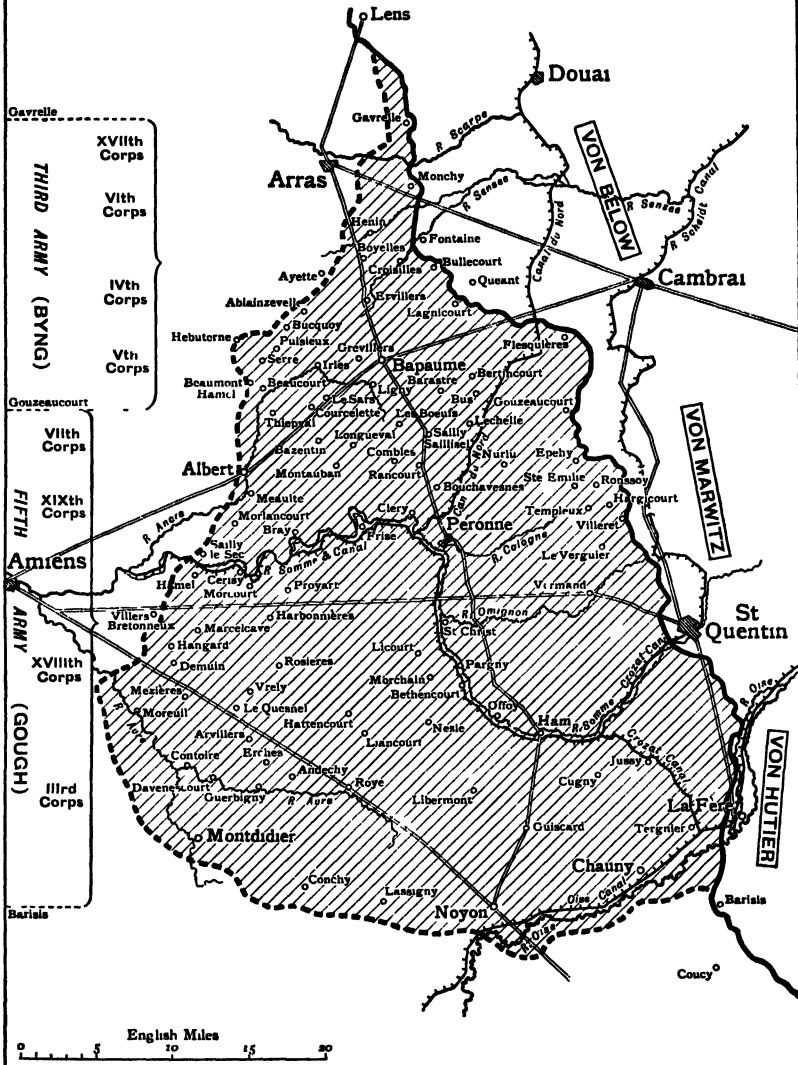 Lens
Douai
Gavrelle
Gavrelle
R Scarpe
XVIIth
Corps
VON BELOW
Arras
Monchy
R Sensee
R Sensee
Canal
R Scheldt
THIRD ARMY (BYNG)
VIth
Corps
Henin
Fontaine
Canal du Nord
Boyelles
Croisilles
Bullecourt
Ayette
Queant
Cambrai
IVth
Corps
Ervillers
Ablainzevelle
Lagnicourt
Bucquoy
Hebuterne
Puisieux
Flesquieres
Vth
Corps
Serre
Grevillers
Irles
Bapaume
Beaumont
Hamel
Beaucourt
Ligny
Barastre
Bertincourt
Le Sars
Bus
Gouzeaucourt
Gouzeaucourt
Thiepval
Courcelette
Les Boeufs
Lechelle
VIIth
Corps
Bazentin
Longueval
Sailly
Saillisel
VON MARWITZ
Albert
Montauban
Combles
Rancourt
Nurlu
Epehy
Can du Nord
Ste Emilie
Ronssoy
XIXth
Corps
Meaulte
Bouchavesnes
Hargicourt
R Ancre
Morlancourt
Clery
Templeux
Villeret
FIFTH ARMY (GOUGH)
Bray
Frise
Peronne
Sailly
le Sec
R Somme & Canal
R. Cologne
Le Verguier
Amiens
Hamel
Cerisy
Morcourt
Proyart
Vermand
Villers
Bretonneux
Harbonnières
R Omignon
St Christ
St
Quentin
Marcelcave
Hangard
Licourt
XVIIIth
Corps
Demuin
Rosieres
Pargny
Crozat Can
Mezières
Vrely
Morchain
Bethencourt
R. Somme
R. Oise
R Avre
Moreuil
Le Quesnel
Hattencourt
Offoy
Nesle
Ham
Arvillers
Liancourt
Crozat Canal
Contoire
Erches
Jussy
VON HUTIER
IIIrd
Corps
Andechy
Roye
Cugny
Davenescourt
Guerbigny
R Avre
Libermont
La Fère
Montdidier
Guiscard
Tergnier
Chauny
Conchy
Lassigny
Oise Canal
Barisis
Noyon
Barisis
R. Oise
Coucy
English Miles
0 5 10 15 20